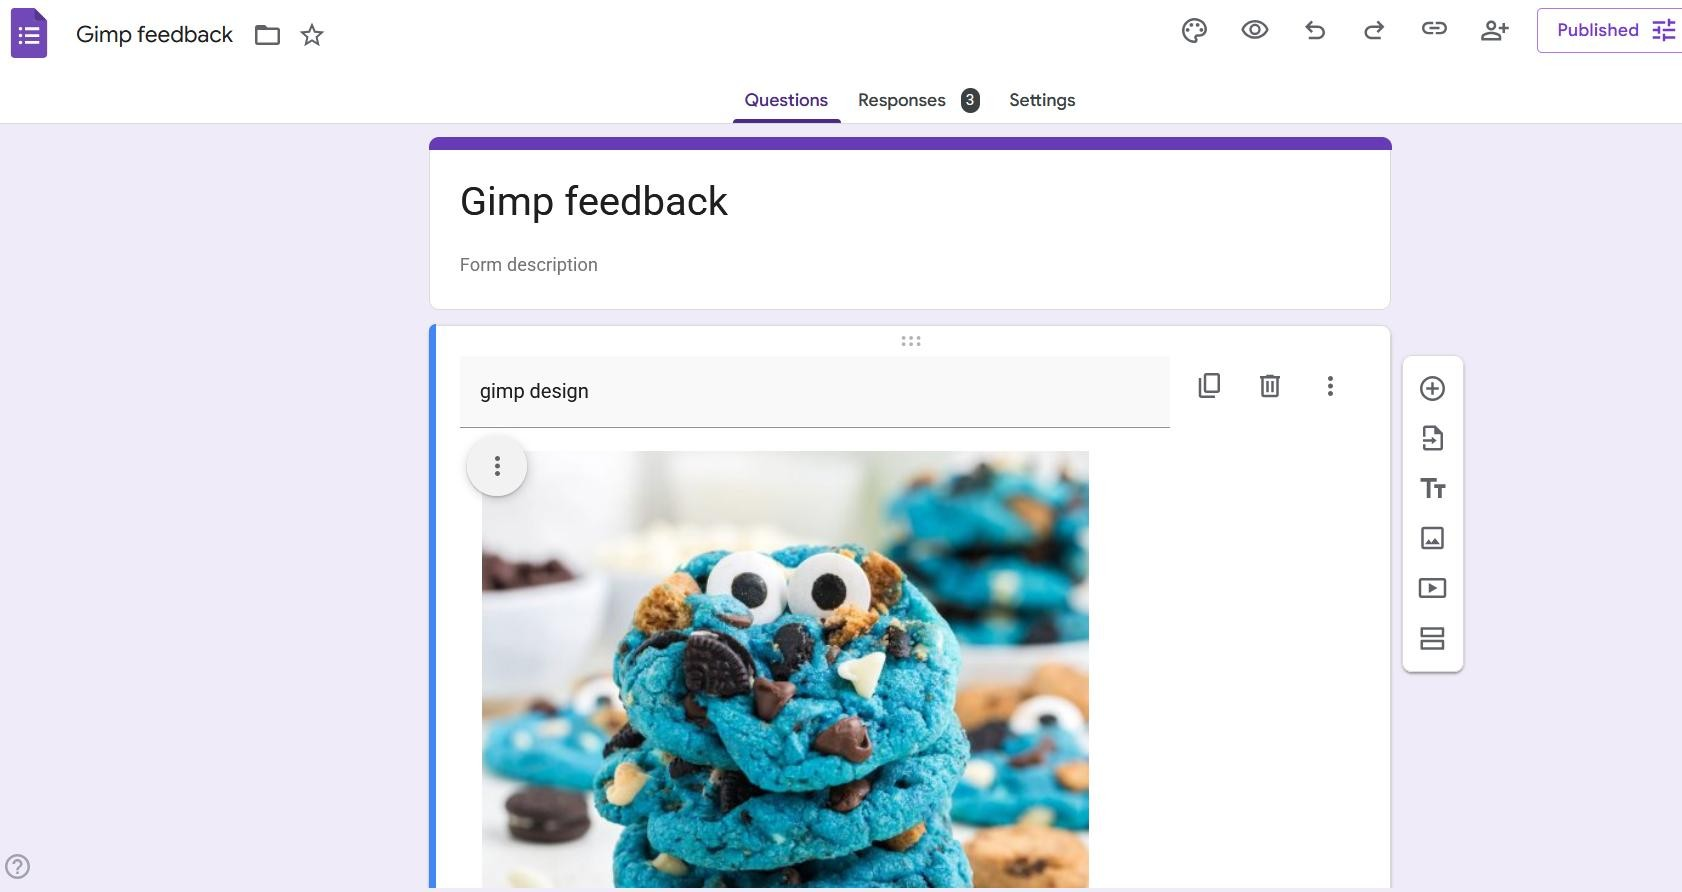 Gimp feedback
Published
Questions
Responses 3
Settings
Gimp feedback
Form description
gimp design